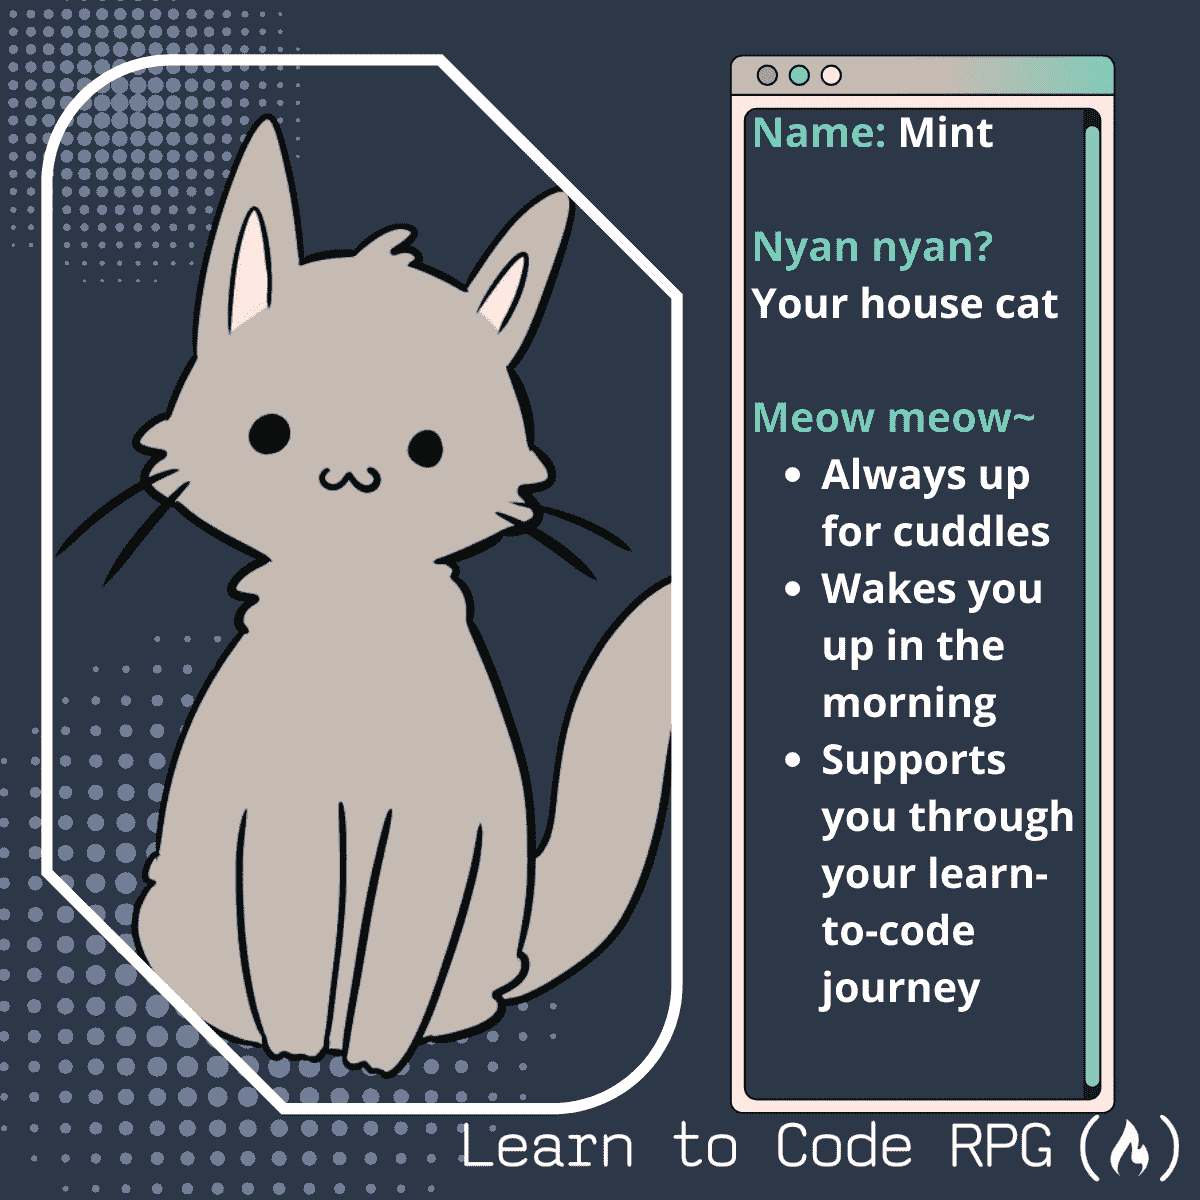 Name: Mint
Nyan nyan?
Your house cat
Meow meow~
• Always up
for cuddles
• Wakes you
up in the
morning
• Supports
you through
your learn-
to-code
journey
Learn to Code RPG